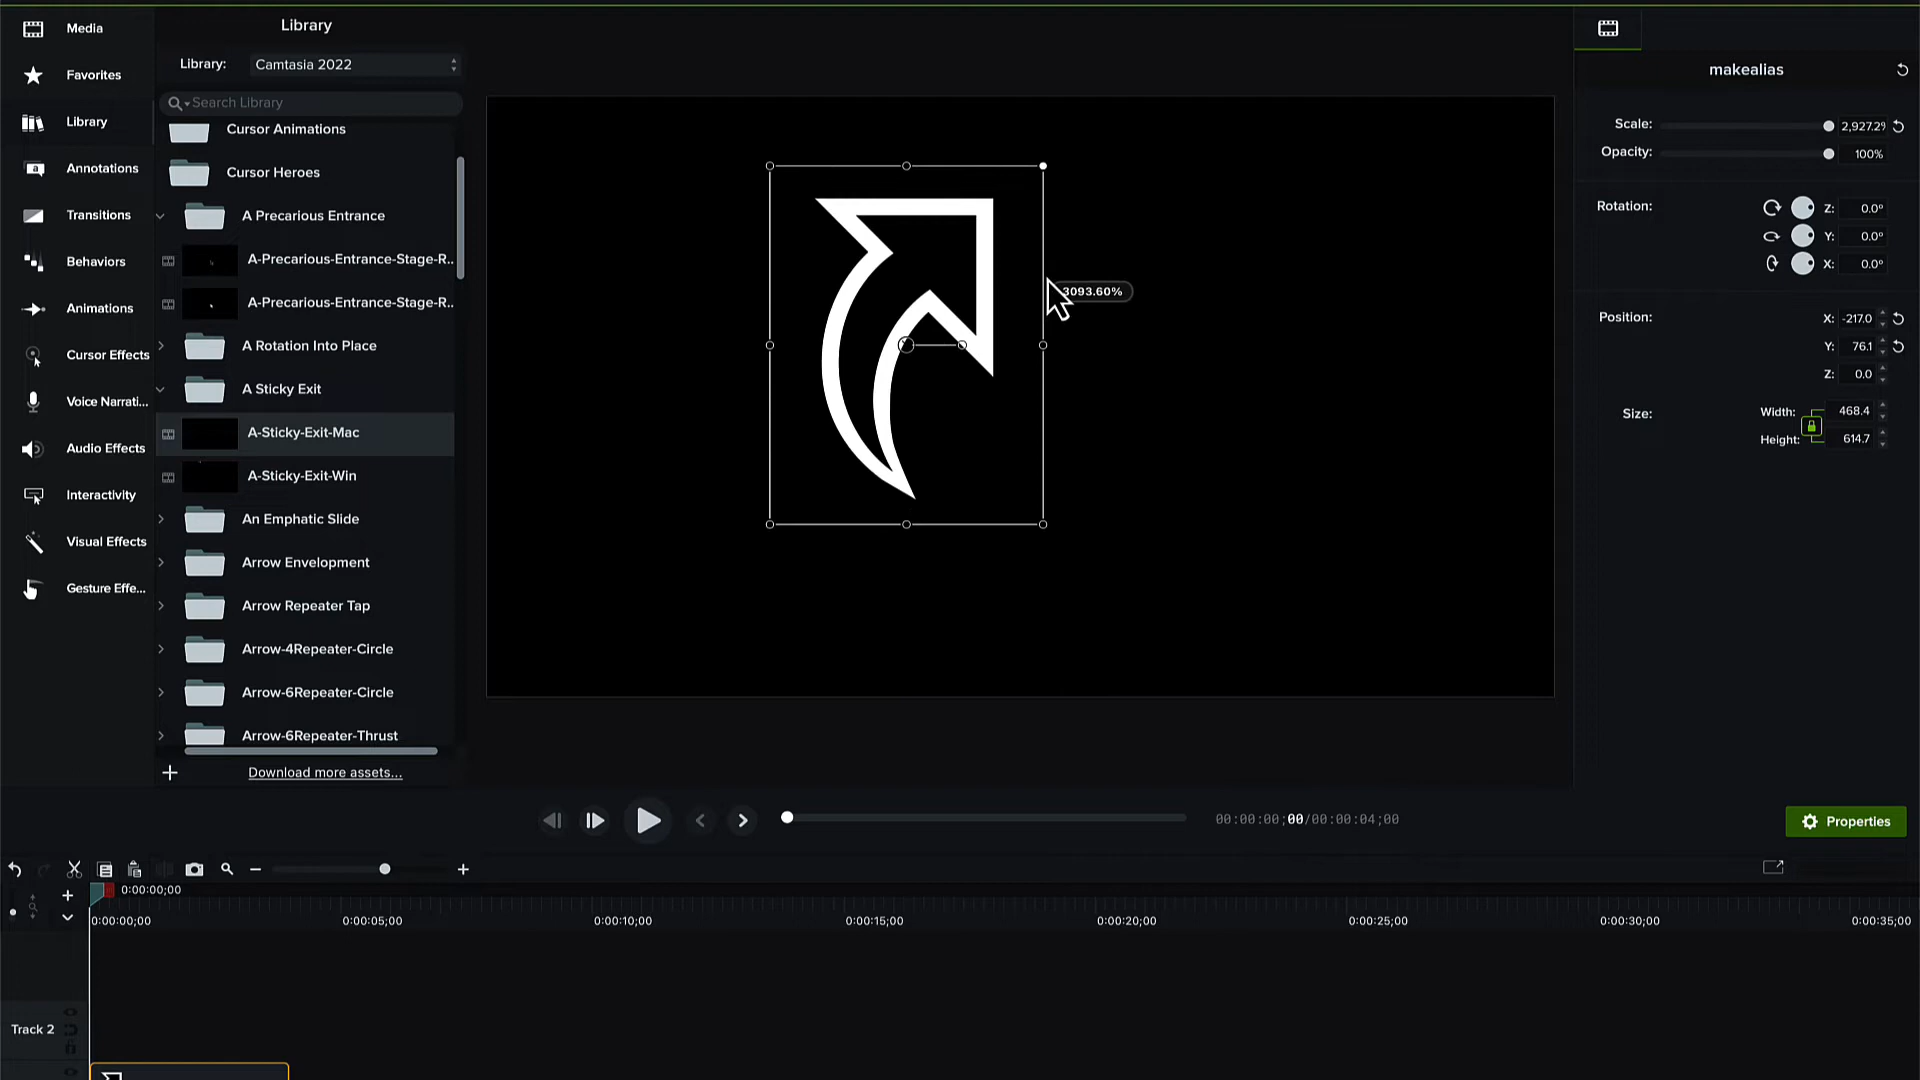 Media
Favorites
Library
Annotations
Transitions
Behaviors
Animations
Cursor Effects
Voice Narrati...
Audio Effects
Interactivity
Visual Effects
Gesture Effe...
Library
Library: Camtasia 2022
Search Library
Cursor Animations
Cursor Heroes
A Precarious Entrance
A-Precarious-Entrance-Stage-R..
A-Precarious-Entrance-Stage-R..
A Rotation Into Place
A Sticky Exit
A-Sticky-Exit-Mac
A-Sticky-Exit-Win
An Emphatic Slide
Arrow Envelopment
Arrow Repeater Tap
Arrow-4Repeater-Circle
Arrow-6Repeater-Circle
Arrow-6Repeater-Thrust
Download more assets...
3093.60%
makealias
Scale: 2,927.2%
Opacity: 100%
Rotation: Z: 0.0°
Y: 0.0°
X: 0.0°
Position: X: -217.0
Y: 76.1
Z: 0.0
Size: Width: 468.4
Height: 614.7
00:00:00;00/00:00:04;00
Properties
0:00:00;00
0:00:00;00 0:00:05;00 0:00:10;00 0:00:15;00 0:00:20;00 0:00:25;00 0:00:30;00 0:00:35;00
Track 2